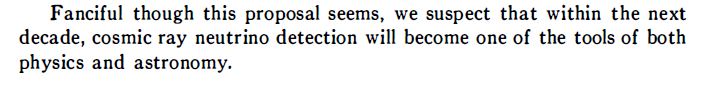 Fanciful though this proposal seems, we suspect that within the next
decade, cosmic ray neutrino detection will become one of the tools of both
physics and astronomy.